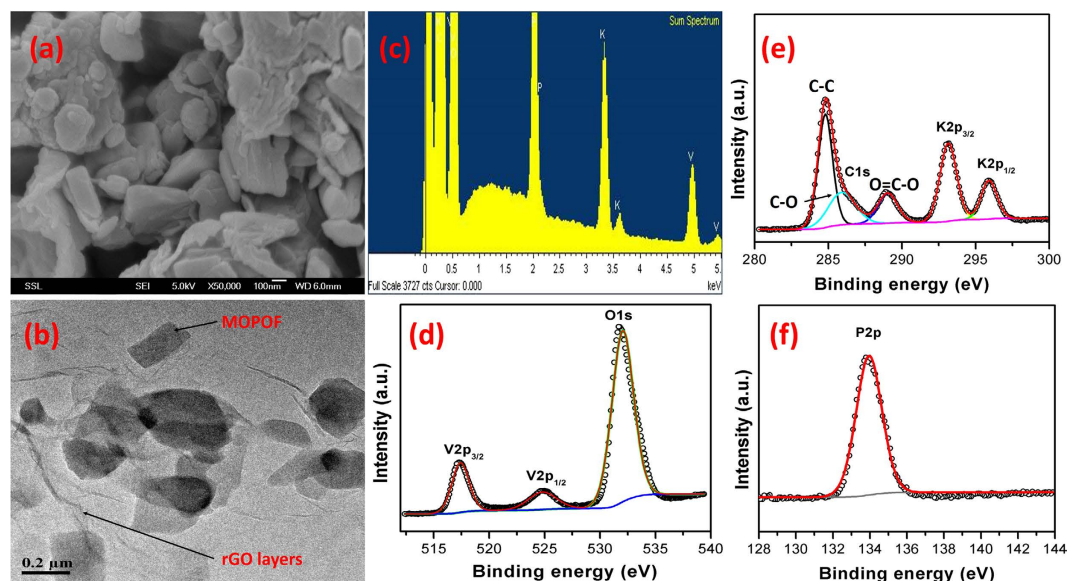 (a)
SSL SEI 5.0kV X50,000 100nm WD 6.0mm
(b)
MOPOF
rGO layers
0.2 µm
(c)
Sum Spectrum
V
P
K
K
V
V
0 0.5 1 1.5 2 2.5 3 3.5 4 4.5 5 5.5
Full Scale 3727 cts Cursor: 0.000
keV
(d)
O1s
V2p3/2
V2p1/2
Intensity (a.u.)
515 520 525 530 535 540
Binding energy (eV)
(e)
C-C
K2p3/2
C1s
O=C-O
K2p1/2
C-O
Intensity (a.u.)
280 285 290 295 300
Binding energy (eV)
(f)
P2p
Intensity (a.u.)
128 130 132 134 136 138 140 142 144
Binding energy (eV)